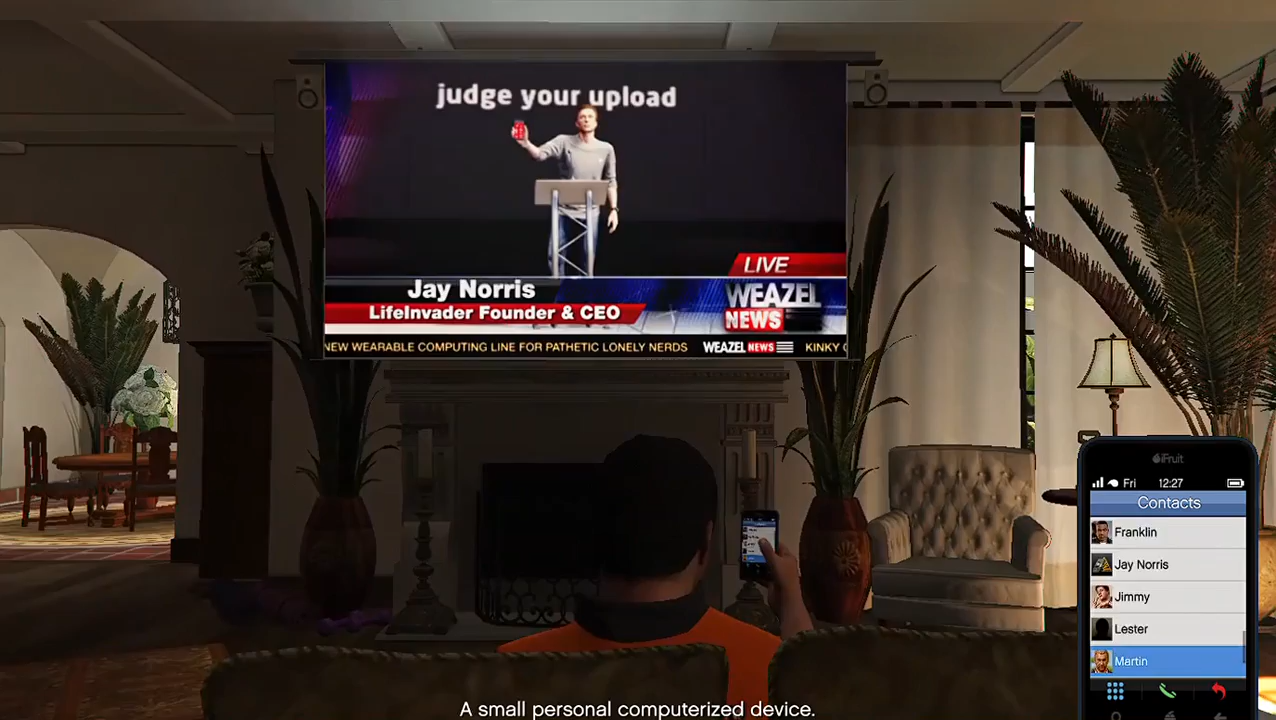 judge your upload
LIVE
Jay Norris
LifeInvader Founder & CEO
WEAZEL
NEWS
NEW WEARABLE COMPUTING LINE FOR PATHETIC LONELY NERDS WEAZEL NEWS KINKY
iFruit
Fri 12:27
Contacts
Franklin
Jay Norris
Jimmy
Lester
Martin
A small personal computerized device.